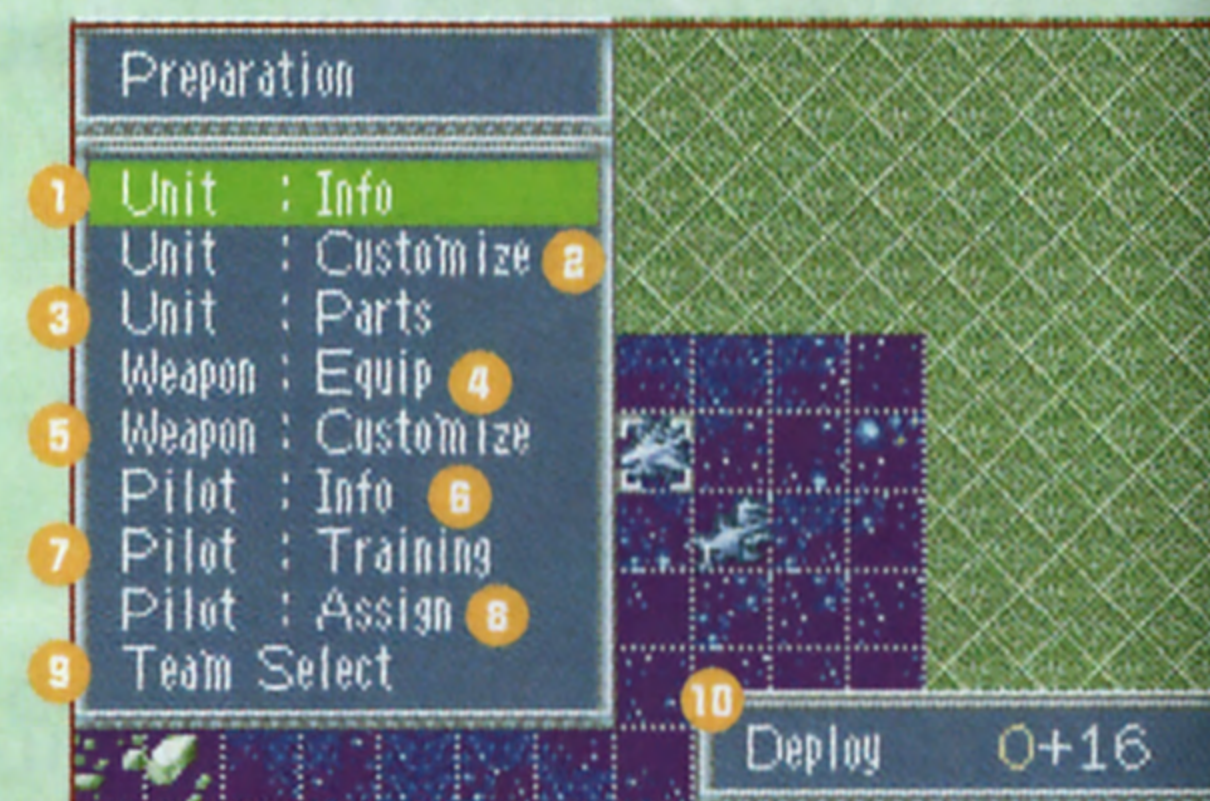 Preparation
1 Unit : Info
Unit : Customize 2
3 Unit : Parts
Weapon : Equip 4
5 Weapon : Customize
Pilot : Info 6
7 Pilot : Training
Pilot : Assign 8
9 Team Select
10
Deploy 0+16